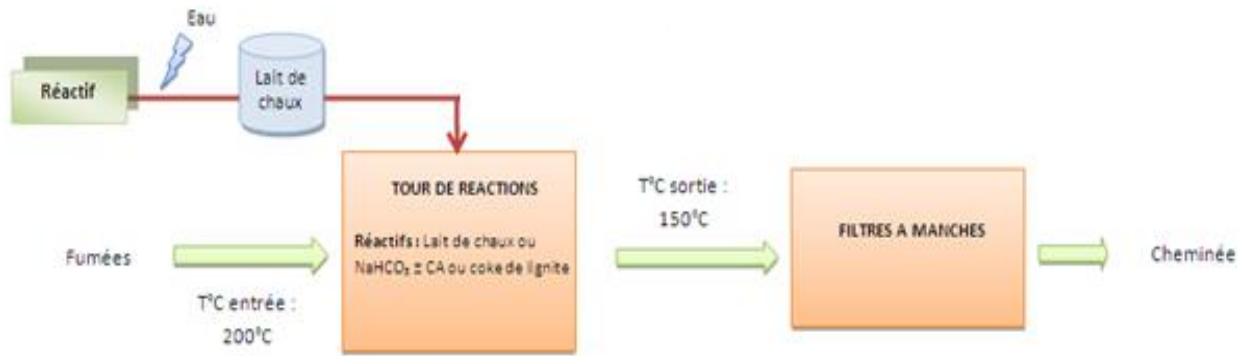 Eau
Réactif
Lait de
chaux
TOUR DE REACTIONS
Réactifs : Lait de chaux ou
NaHCO₃ ± CA ou coke de lignite
Fumées
T°C entrée :
200°C
T°C sortie :
150°C
FILTRES A MANCHES
Cheminée